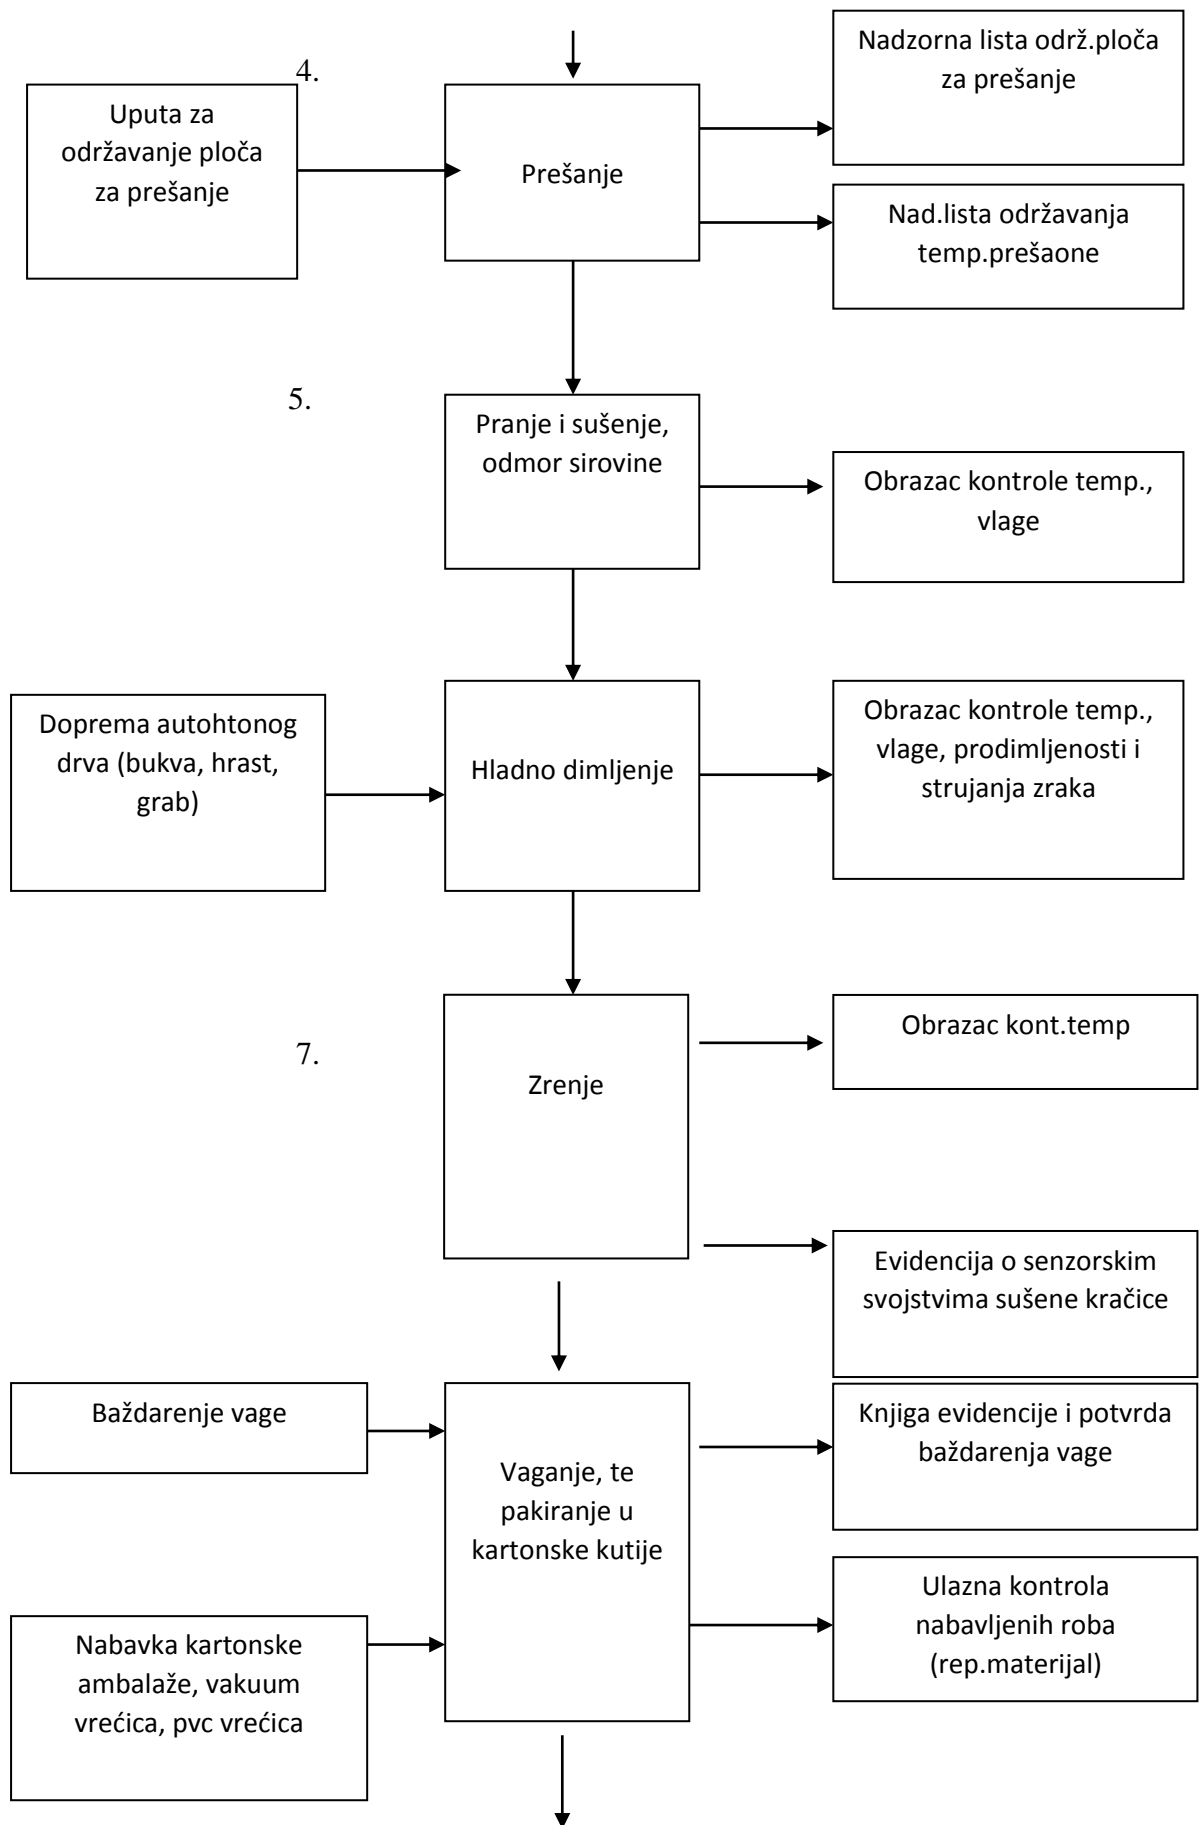 Nadzorna lista održ.ploča
za prešanje
4.
Uputa za
održavanje ploča
za prešanje
Prešanje
Nad.lista održavanja
temp.prešaone
5.
Pranje i sušenje,
odmor sirovine
Obrazac kontrole temp.,
vlage
Doprema autohtonog
drva (bukva, hrast,
grab)
Hladno dimljenje
Obrazac kontrole temp.,
vlage, prodimljenosti i
strujanja zraka
7.
Zrenje
Obrazac kont.temp
Evidencija o senzorskim
svojstvima sušene kračice
Baždarenje vage
Vaganje, te
pakiranje u
kartonske kutije
Knjiga evidencije i potvrda
baždarenja vage
Nabavka kartonske
ambalaže, vakuum
vrećica, pvc vrećica
Ulazna kontrola
nabavljenih roba
(rep.materijal)